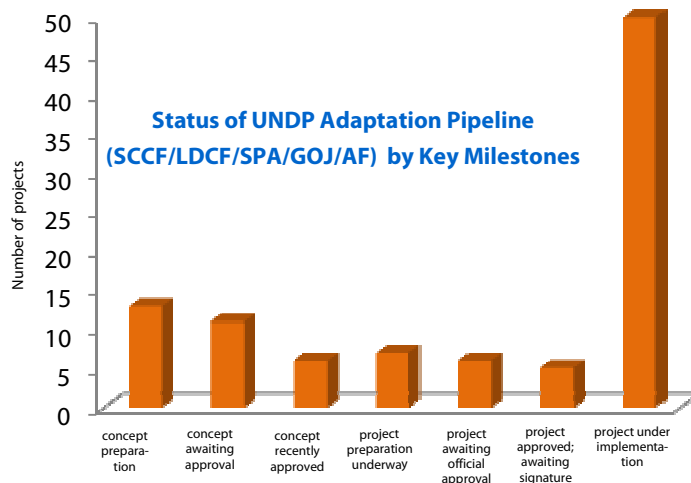 50
45
40
35
30
25
20
15
10
5
0
Number of projects
Status of UNDP Adaptation Pipeline
(SCCF/LDCF/SPA/GOJ/AF) by Key Milestones
concept
prepara-
tion
concept
awaiting
approval
concept
recently
approved
project
preparation
underway
project
awaiting
official
approval
project
approved;
awaiting
signature
project under
implementa-
tion